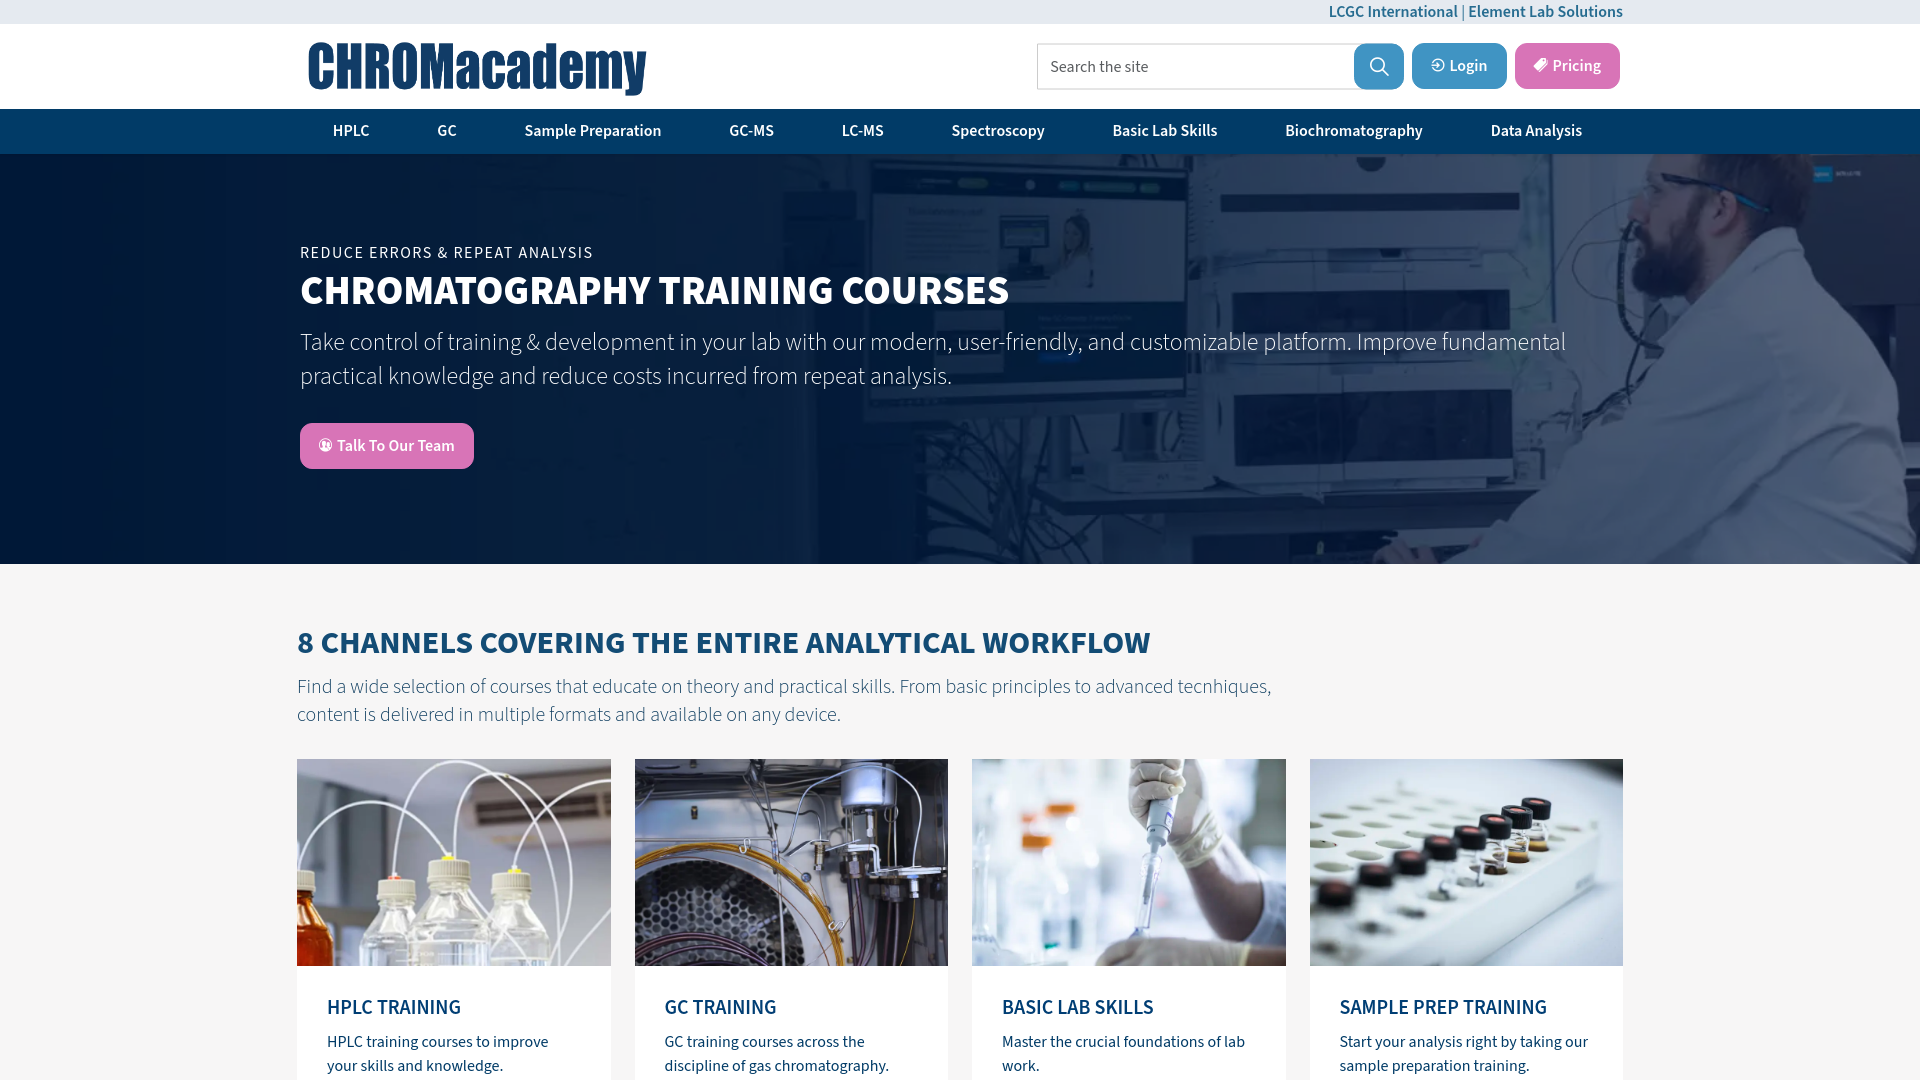 LCGC International | Element Lab Solutions
CHROMacademy
Search the site
Login
Pricing
HPLC
GC
Sample Preparation
GC-MS
LC-MS
Spectroscopy
Basic Lab Skills
Biochromatography
Data Analysis
REDUCE ERRORS & REPEAT ANALYSIS
CHROMATOGRAPHY TRAINING COURSES
Take control of training & development in your lab with our modern, user-friendly, and customizable platform. Improve fundamental
practical knowledge and reduce costs incurred from repeat analysis.
Talk To Our Team
8 CHANNELS COVERING THE ENTIRE ANALYTICAL WORKFLOW
Find a wide selection of courses that educate on theory and practical skills. From basic principles to advanced tecnhiques,
content is delivered in multiple formats and available on any device.
HPLC TRAINING
HPLC training courses to improve
your skills and knowledge.
GC TRAINING
GC training courses across the
discipline of gas chromatography.
BASIC LAB SKILLS
Master the crucial foundations of lab
work.
SAMPLE PREP TRAINING
Start your analysis right by taking our
sample preparation training.